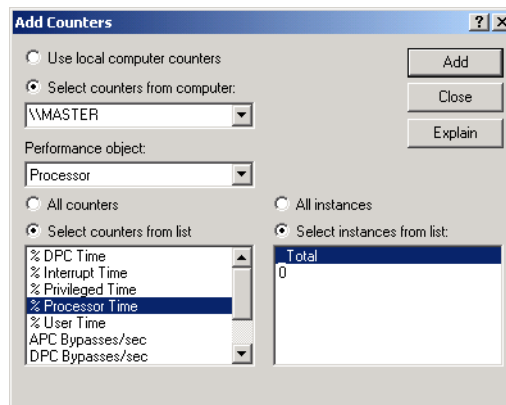 Add Counters
Use local computer counters
Select counters from computer:
\\MASTER
Performance object:
Processor
All counters
Select counters from list
% DPC Time
% Interrupt Time
% Privileged Time
% Processor Time
% User Time
APC Bypasses/sec
DPC Bypasses/sec
All instances
Select instances from list:
_Total
0
Add
Close
Explain